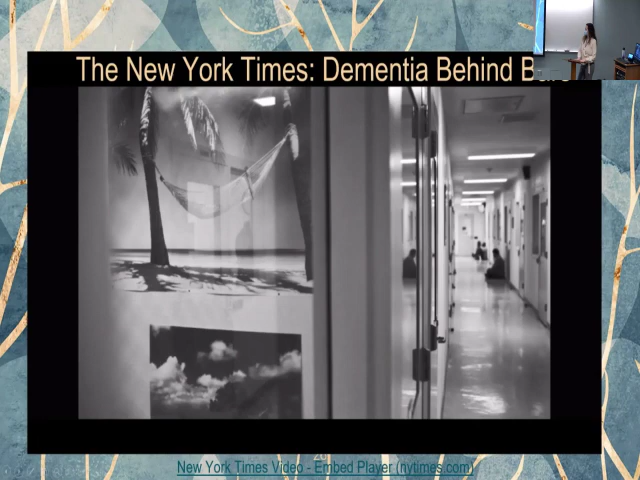 The New York Times: Dementia Behind
New York Times Video - Embed Player (nytimes.com)